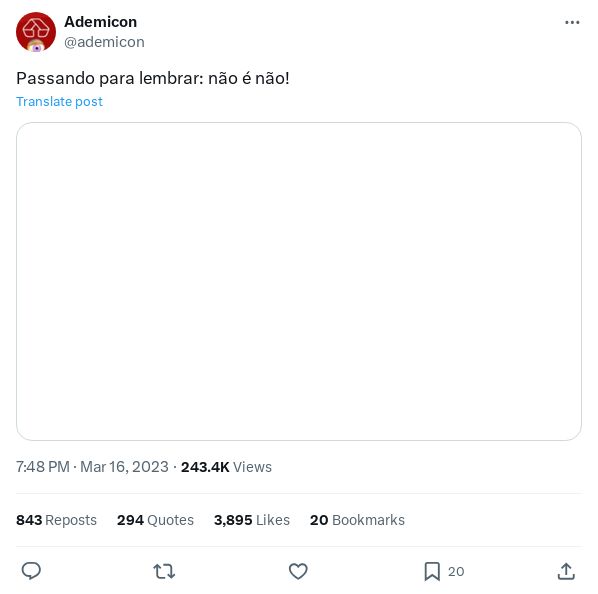 Ademicon
@ademicon
Passando para lembrar: não é não!
Translate post
7:48 PM · Mar 16, 2023 · 243.4K Views
843 Reposts 294 Quotes 3,895 Likes 20 Bookmarks
20